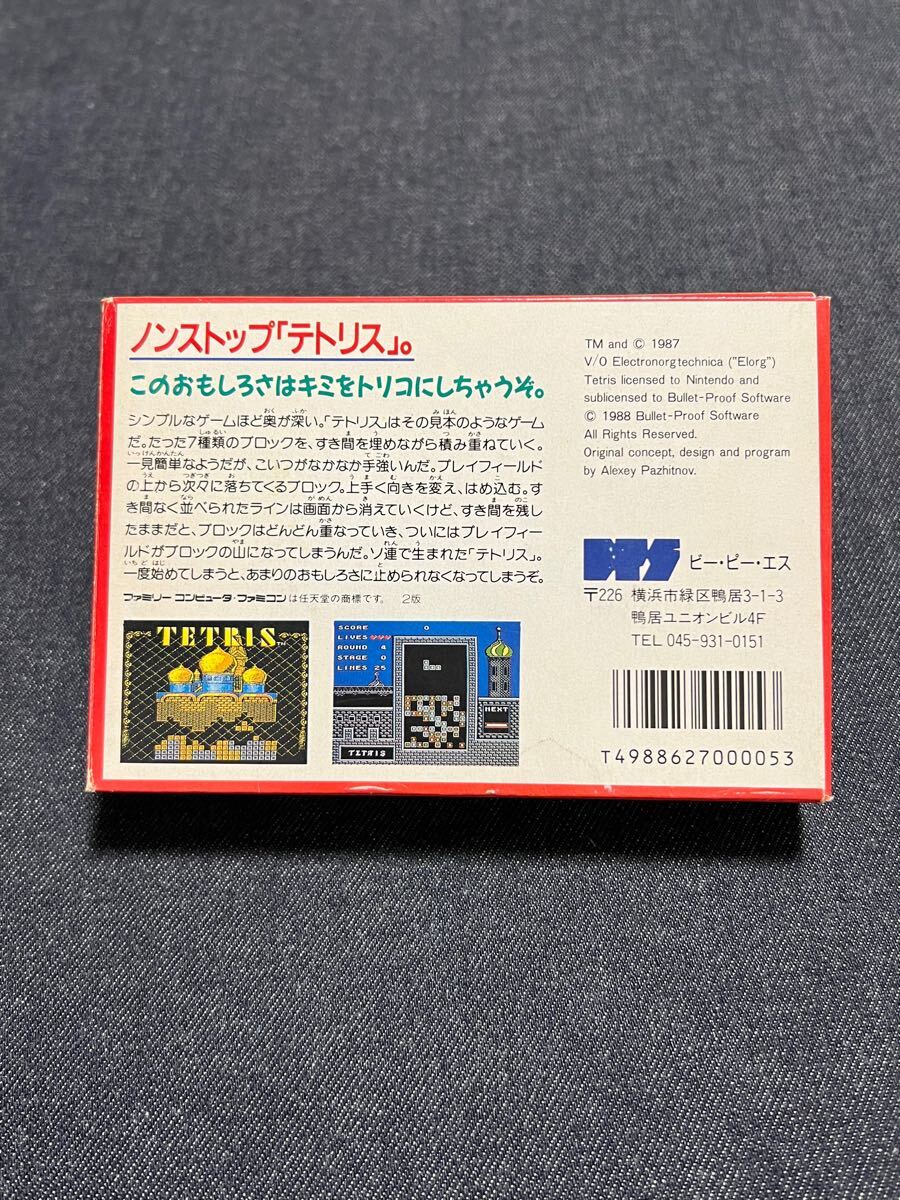 ノンストップ「テトリス」。
このおもしろさはキミをトリコにしちゃうぞ。
シンプルなゲームほど奥が深い。「テトリス」はその見本のようなゲーム
だ。たった7種類のブロックを、すき間を埋めながら積み重ねていく。
一見簡単なようだが、こいつがなかなか手強いんだ。プレイフィールド
の上から次々に落ちてくるブロック。上手く向きを変え、はめ込む。す
き間なく並べられたラインは画面から消えていくけど、すき間を残し
たままだと、ブロックはどんどん重なっていき、ついにはプレイフィー
ルドがブロックの山になってしまうんだ。ソ連で生まれた「テトリス」。
一度始めてしまうと、あまりのおもしろさに止められなくなってしまうぞ。
ファミリーコンピュータ・ファミコンは任天堂の商標です。 2版
TETRIS
SCORE 0
LIVES
ROUND 4
STAGE 0
LINES 25
NEXT
TETRIS
TM and © 1987
V/O Electronorgtechnica ("Elorg")
Tetris licensed to Nintendo and
sublicensed to Bullet-Proof Software
© 1988 Bullet-Proof Software
All Rights Reserved.
Original concept, design and program
by Alexey Pazhitnov.
BPS ビー・ピー・エス
〒226 横浜市緑区鴨居3-1-3
鴨居ユニオンビル4F
TEL 045-931-0151
T4988627000053